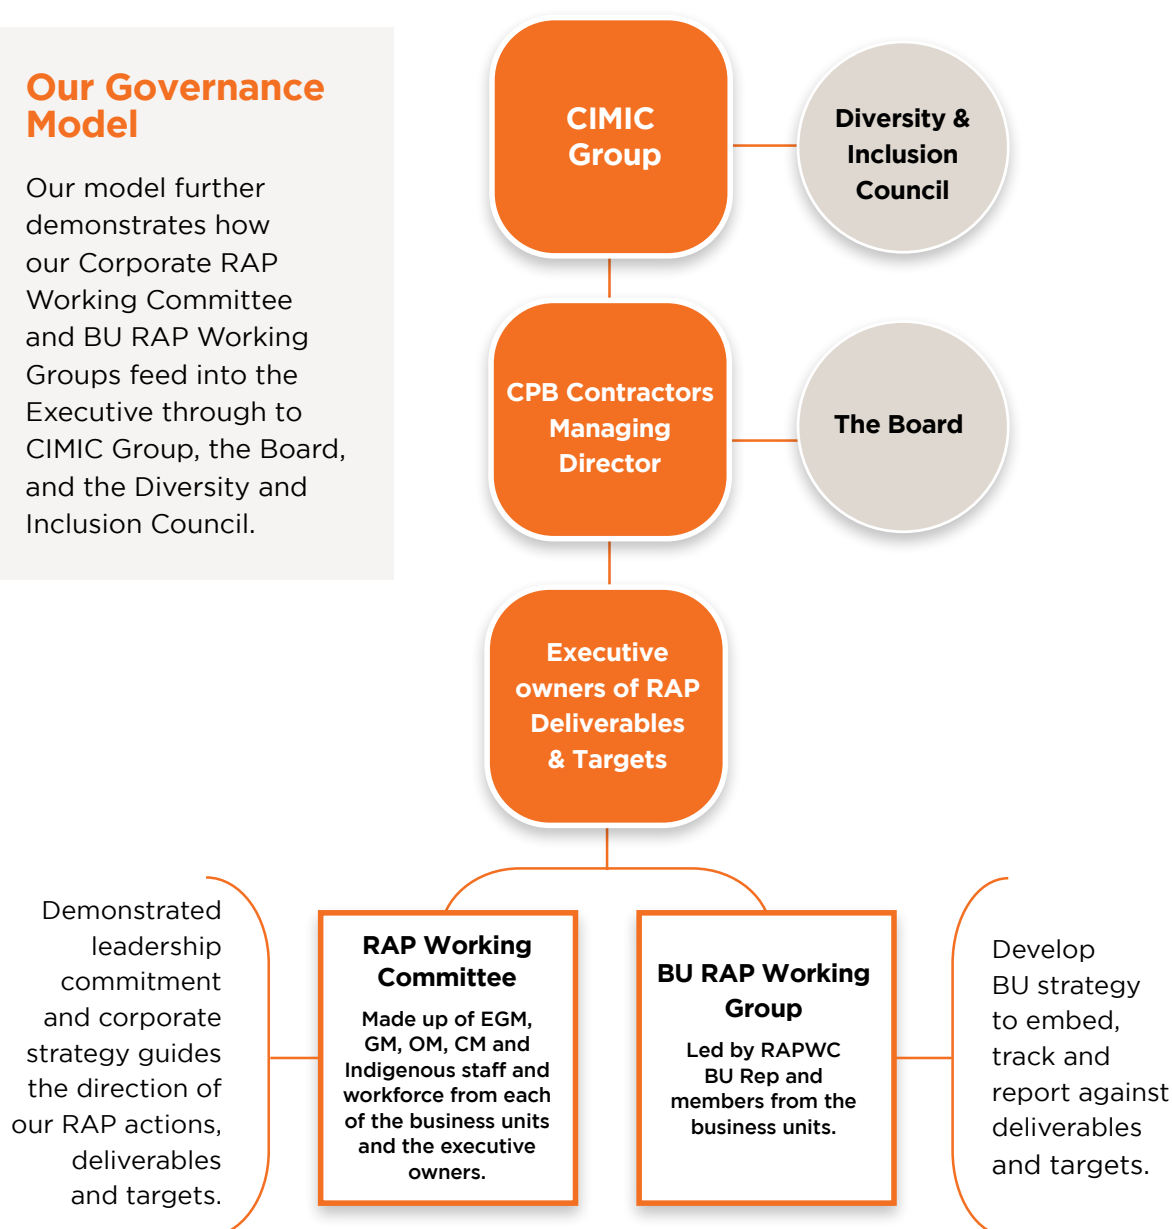 Our Governance
Model
Our model further
demonstrates how
our Corporate RAP
Working Committee
and BU RAP Working
Groups feed into the
Executive through to
CIMIC Group, the Board,
and the Diversity and
Inclusion Council.
CIMIC
Group
Diversity &
Inclusion
Council
CPB Contractors
Managing
Director
The Board
Executive
owners of RAP
Deliverables
& Targets
Demonstrated
leadership
commitment
and corporate
strategy guides
the direction of
our RAP actions,
deliverables
and targets.
RAP Working
Committee
Made up of EGM,
GM, OM, CM and
Indigenous staff and
workforce from each
of the business units
and the executive
owners.
BU RAP Working
Group
Led by RAPWC
BU Rep and
members from the
business units.
Develop
BU strategy
to embed,
track and
report against
deliverables
and targets.